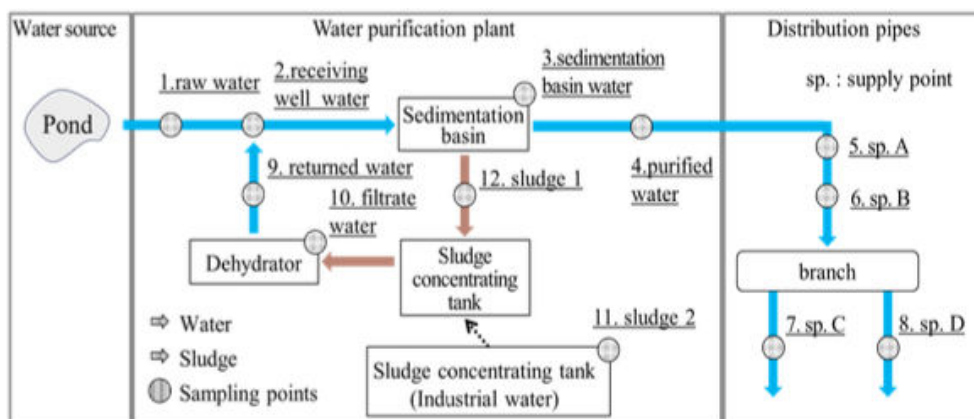 Water source
Water purification plant
Distribution pipes
sp. : supply point
1.raw water
2.receiving
well water
3.sedimentation
basin water
Pond
Sedimentation
basin
4.purified
water
5. sp. A
6. sp. B
9. returned water
10. filtrate
water
12. sludge 1
Dehydrator
Sludge
concentrating
tank
branch
7. sp. C
8. sp. D
Water
Sludge
Sampling points
11. sludge 2
Sludge concentrating tank
(Industrial water)